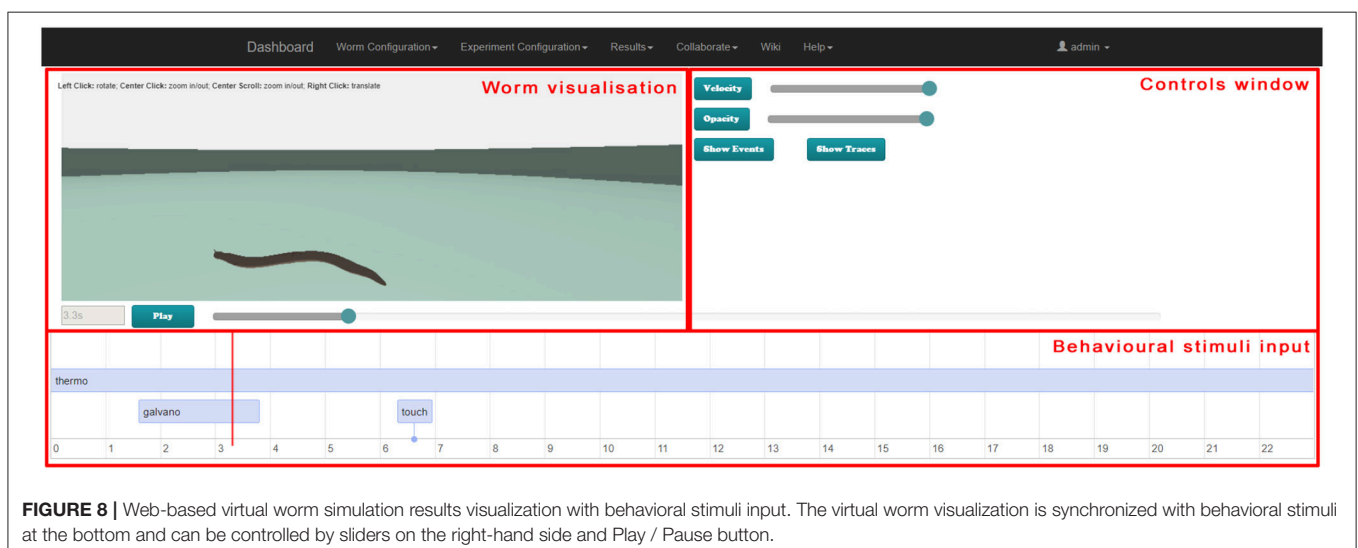 Dashboard Worm Configuration Experiment Configuration Results Collaborate Wiki Help admin
Left Click: rotate; Center Click: zoom in/out; Center Scroll: zoom in/out; Right Click: translate
Worm visualisation
Velocity
Controls window
Opacity
Show Events Show Traces
3.3s Play
Behavioural stimuli input
thermo
galvano touch
0 1 2 3 4 5 6 7 8 9 10 11 12 13 14 15 16 17 18 19 20 21 22
FIGURE 8 | Web-based virtual worm simulation results visualization with behavioral stimuli input. The virtual worm visualization is synchronized with behavioral stimuli
at the bottom and can be controlled by sliders on the right-hand side and Play / Pause button.